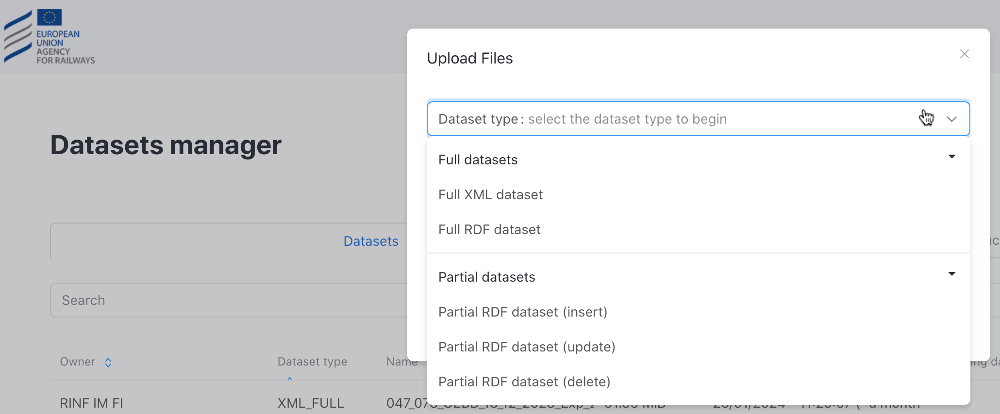 EUROPEAN
UNION
AGENCY
FOR RAILWAYS
Upload Files
Dataset type : select the dataset type to begin
Full datasets
Full XML dataset
Full RDF dataset
Partial datasets
Partial RDF dataset (insert)
Partial RDF dataset (update)
Partial RDF dataset (delete)
Datasets manager
Datasets
Search
Owner Dataset type Name
RINF IM FI XML_FULL